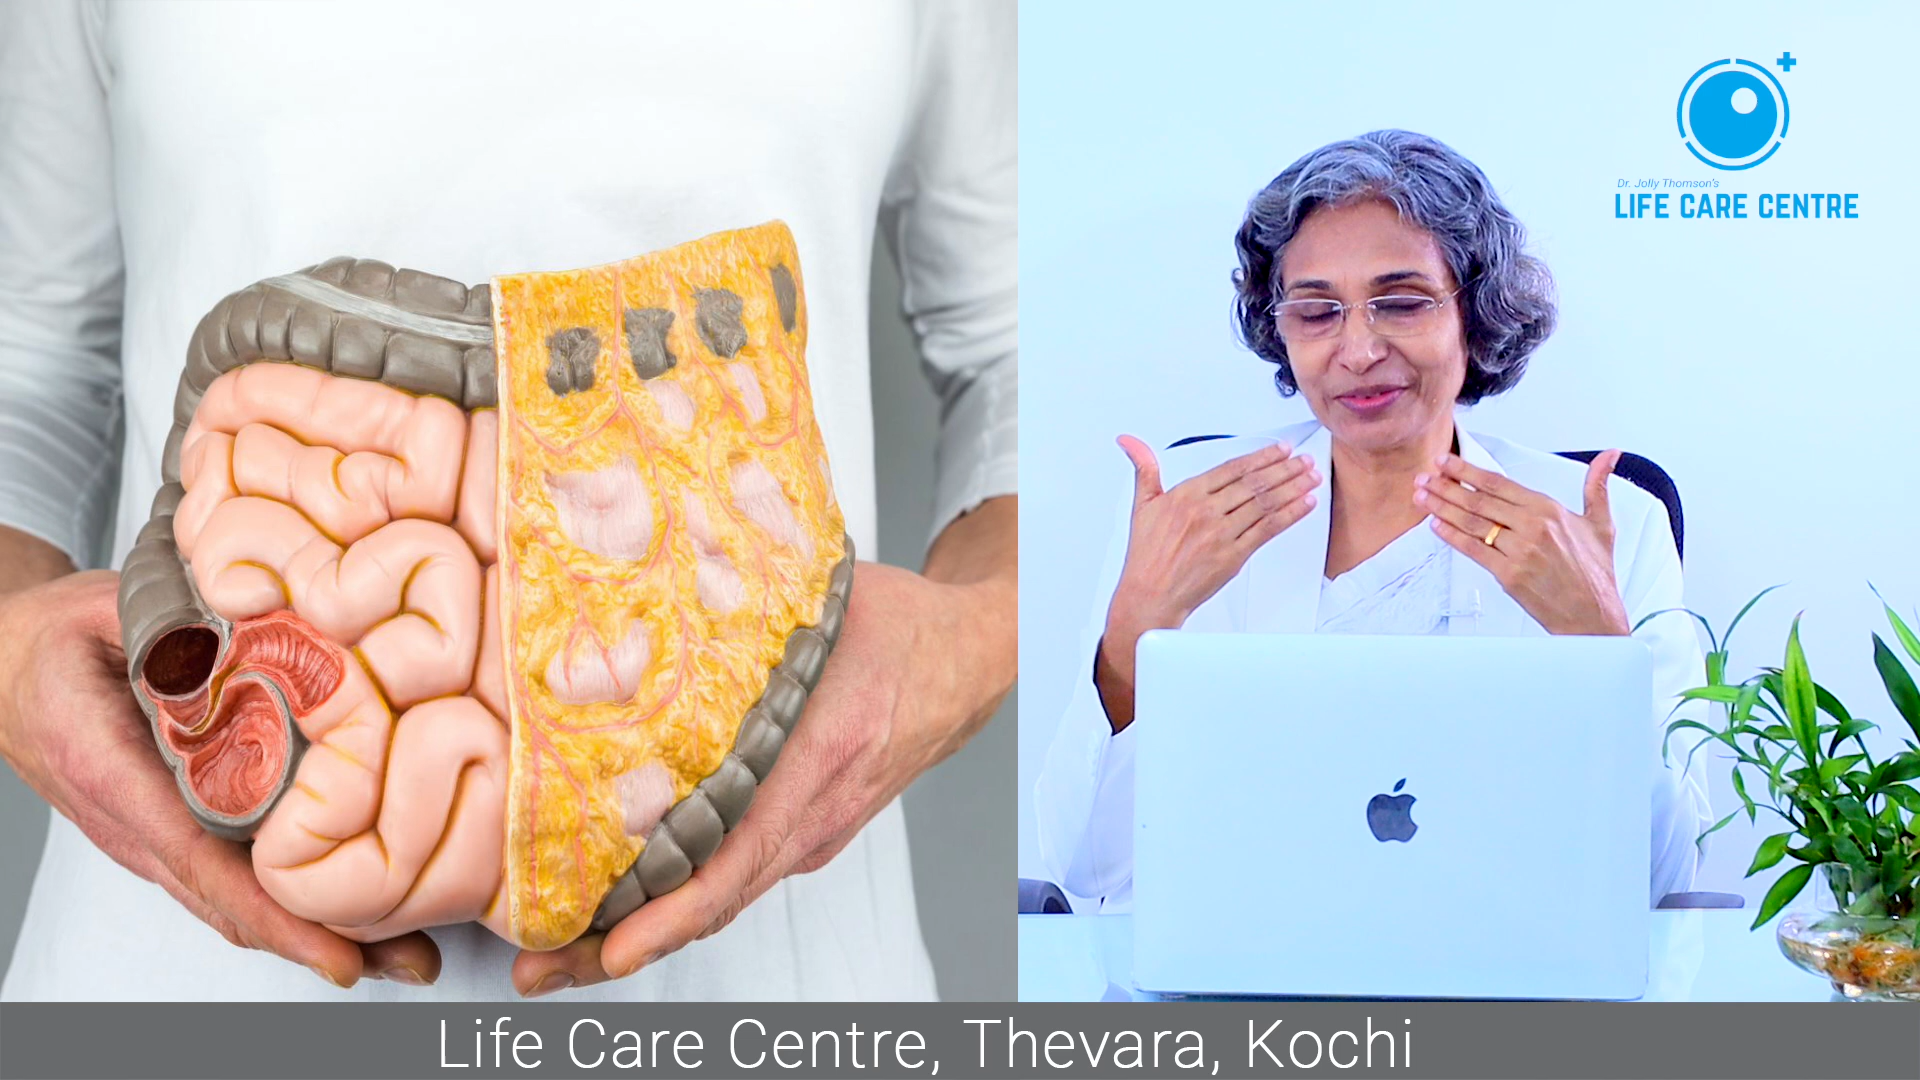 Dr. Jolly Thomson's
LIFE CARE CENTRE
Life Care Centre, Thevara, Kochi